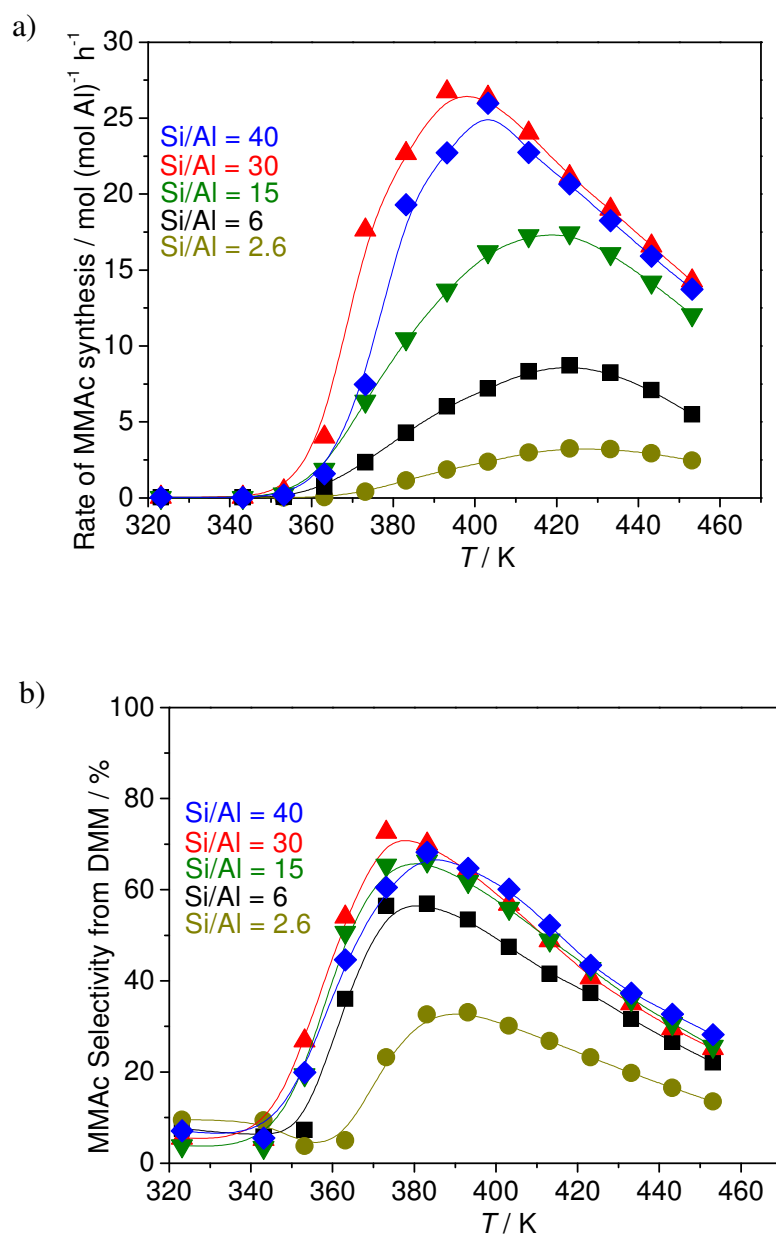 a)
Rate of MMAc synthesis / mol (mol Al)⁻¹ h⁻¹
30
25
20
15
10
5
0
Si/Al = 40
Si/Al = 30
Si/Al = 15
Si/Al = 6
Si/Al = 2.6
320 340 360 380 400 420 440 460
T / K
b)
MMAc Selectivity from DMM / %
100
80
60
40
20
0
Si/Al = 40
Si/Al = 30
Si/Al = 15
Si/Al = 6
Si/Al = 2.6
320 340 360 380 400 420 440 460
T / K